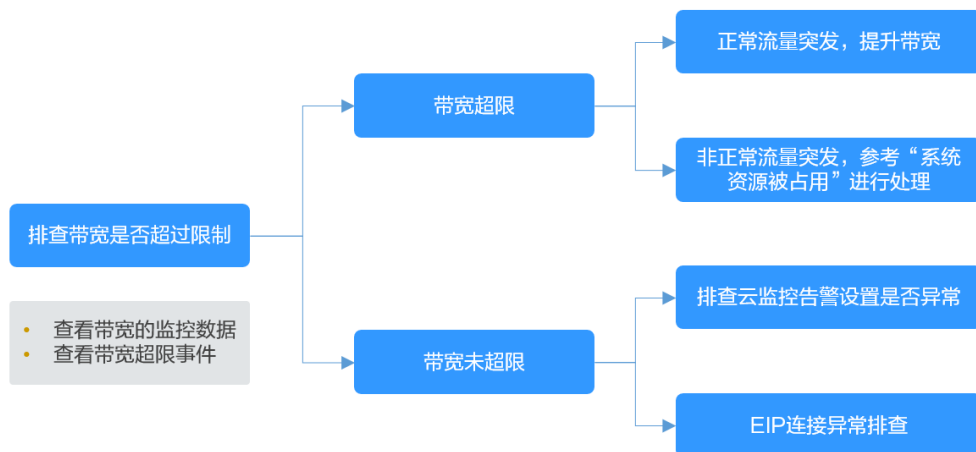 正常流量突发，提升带宽
带宽超限
非正常流量突发，参考“系统
资源被占用”进行处理
排查带宽是否超过限制
排查云监控告警设置是否异常
• 查看带宽的监控数据
• 查看带宽超限事件
带宽未超限
EIP连接异常排查